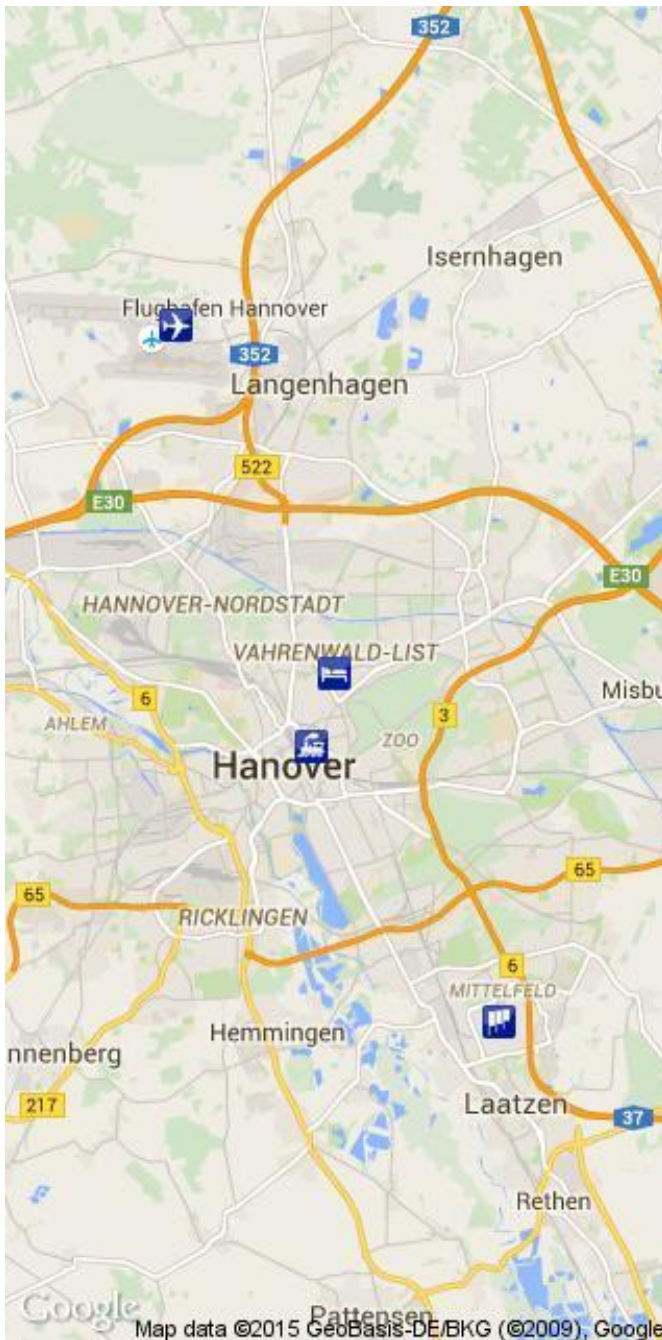 352
Isernhagen
Flughafen Hannover
352
Langenhagen
522
E30
E30
HANNOVER-NORDSTADT
VAHRENWALD-LIST
Misbu
6
3
AHLEM
ZOO
Hanover
65
65
RICKLINGEN
6
MITTELFELD
Hemmingen
nnenberg
217
Laatzen
37
Rethen
Google
Pattensen
Map data ©2015 GeoBasis-DE/BKG (©2009), Google